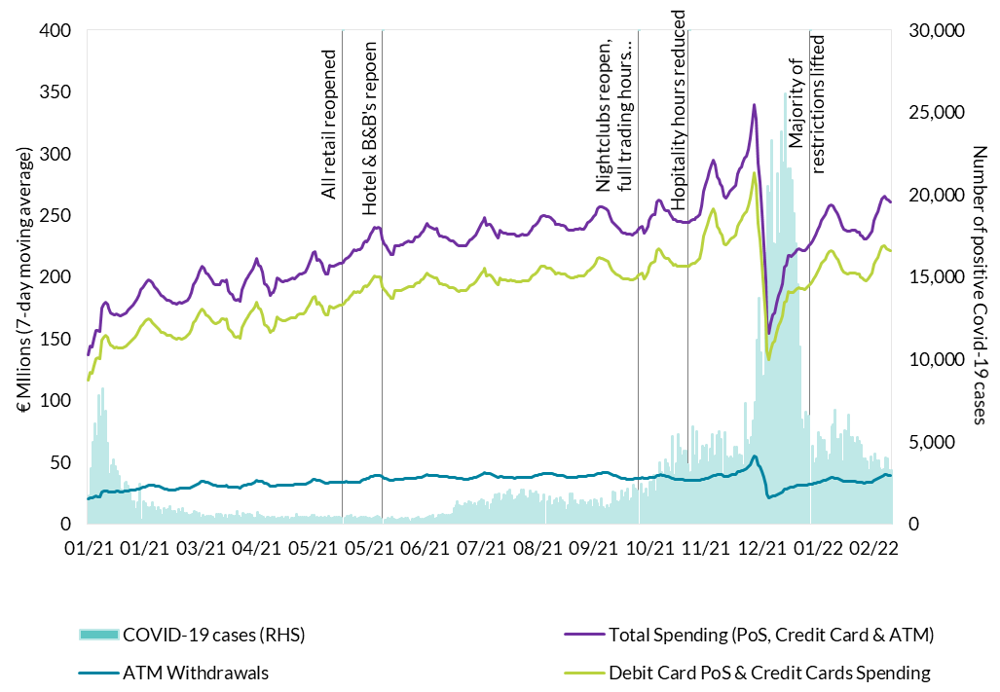 400
350
300
250
200
150
100
50
0
€ MIlions (7-day moving average)
30,000
25,000
20,000
15,000
10,000
5,000
0
Number of positive Covid-19 cases
All retail reopened
Hotel & B&B's repoen
Nightclubs reopen,
full trading hours…
Hopitality hours reduced
Majority of
restrictions lifted
01/21 01/21 03/21 04/21 05/21 05/21 06/21 07/21 08/21 09/21 10/21 11/21 12/21 01/22 02/22
COVID-19 cases (RHS)
Total Spending (PoS, Credit Card & ATM)
ATM Withdrawals
Debit Card PoS & Credit Cards Spending